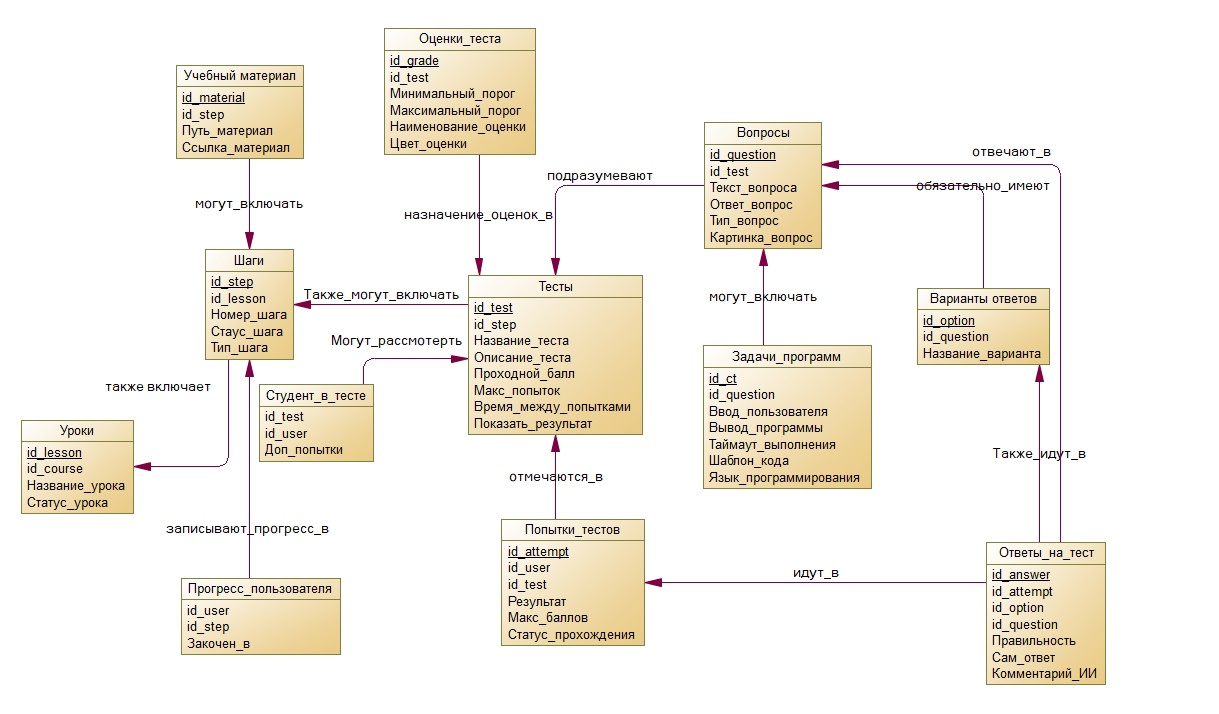 Оценки_теста
id_grade
id_test
Минимальный_порог
Максимальный_порог
Наименование_оценки
Цвет_оценки
Учебный материал
id_material
id_step
Путь_материал
Ссылка_материал
Вопросы
id_question
id_test
Текст_вопроса
Ответ_вопрос
Тип_вопрос
Картинка_вопрос
отвечают_в
подразумевают
обязательно_имеют
могут_включать
назначение_оценок_в
Шаги
id_step
id_lesson
Номер_шага
Стаус_шага
Тип_шага
Также_могут_включать
Тесты
id_test
id_step
Название_теста
Описание_теста
Проходной_балл
Макс_попыток
Время_между_попытками
Показать_результат
могут_включать
Варианты ответов
id_option
id_question
Название_варианта
Могут_рассмотерть
Задачи_программ
id_ct
id_question
Ввод_пользователя
Вывод_программы
Таймаут_выполнения
Шаблон_кода
Язык_программирования
также включает
Студент_в_тесте
id_test
id_user
Доп_попытки
Уроки
id_lesson
id_course
Название_урока
Статус_урока
Также_идут_в
отмечаются_в
записывают_прогресс_в
Попытки_тестов
id_attempt
id_user
id_test
Результат
Макс_баллов
Статус_прохождения
идут_в
Ответы_на_тест
id_answer
id_attempt
id_option
id_question
Правильность
Сам_ответ
Комментарий_ИИ
Прогресс_пользователя
id_user
id_step
Закочен_в